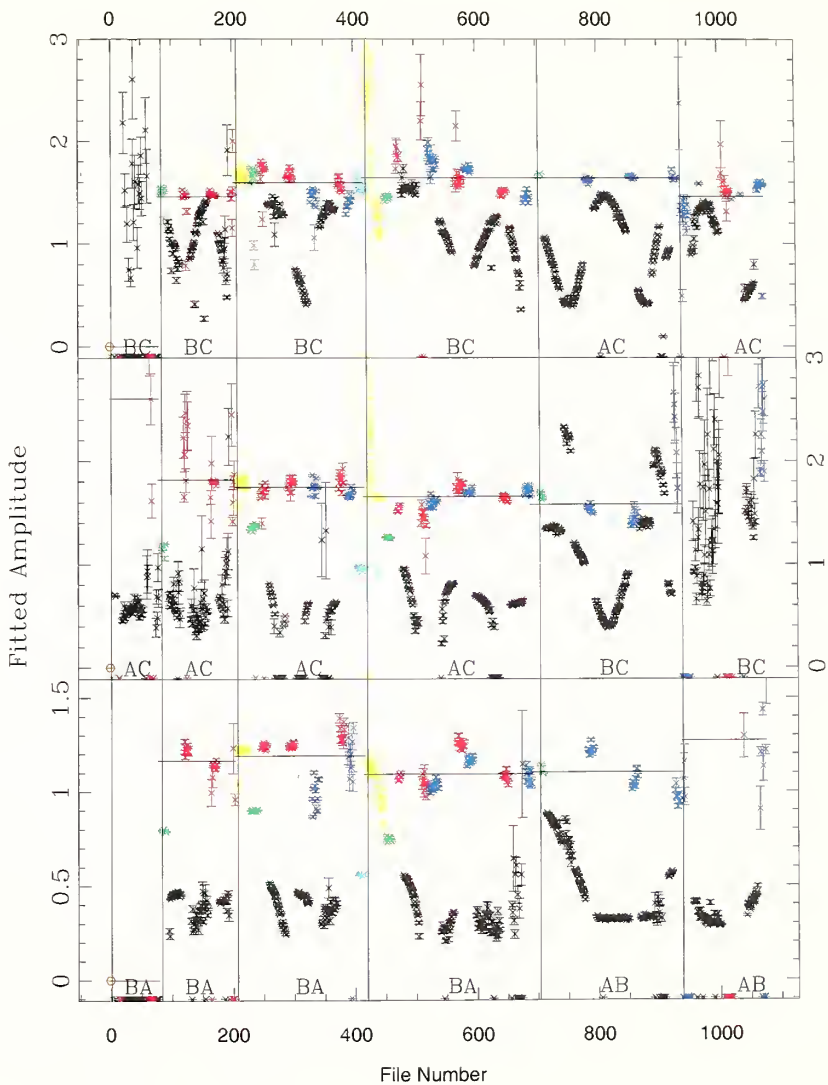 0 200 400 600 800 1000
3
2
1
0
BC BC BC BC AC AC
3
2
1
0
AC AC AC AC BC BC
1.5
1
0.5
0
BA BA BA BA AB AB
0 200 400 600 800 1000
Fitted Amplitude
File Number